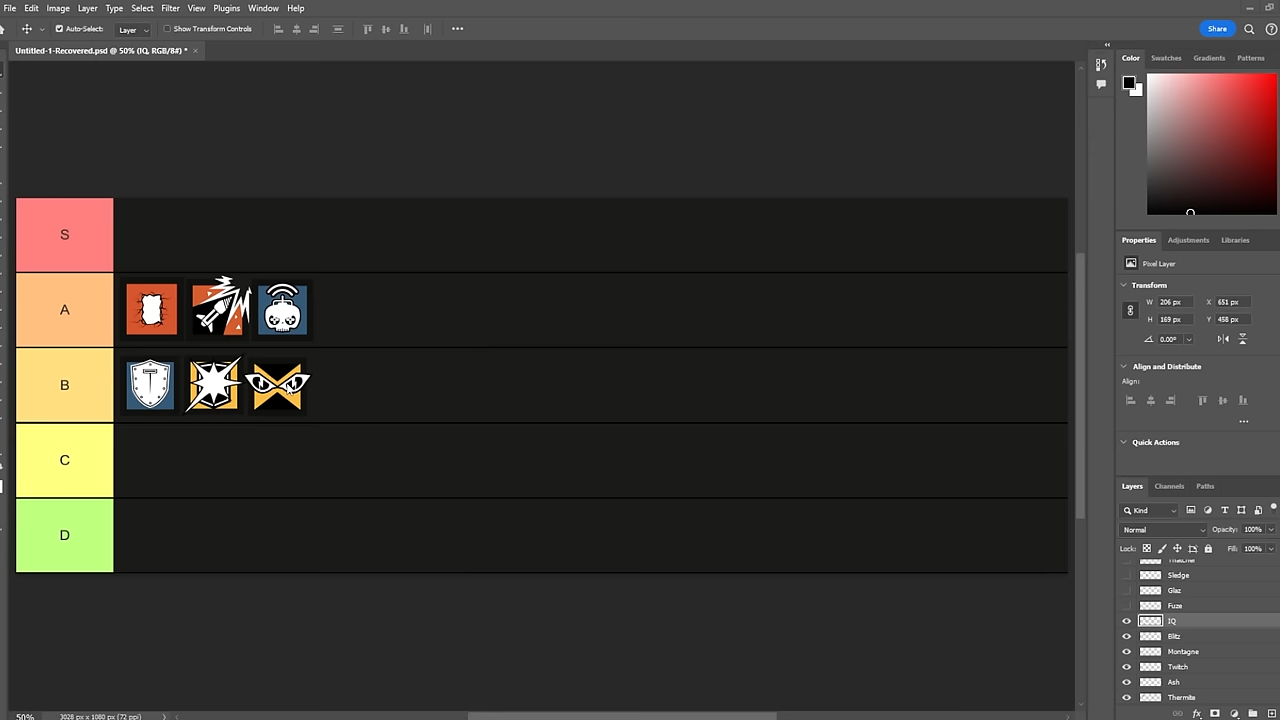 File Edit Image Layer Type Select Filter View Plugins Window Help
Auto-Select: Layer Show Transform Controls Share
Untitled-1-Recovered.psd @ 50% (IQ, RGB/8#) * ×
Color Swatches Gradients Patterns
S
A
B
C
D
Properties Adjustments Libraries
Pixel Layer
Transform
W 206 px X 651 px
H 169 px Y 458 px
0.00°
Align and Distribute
Align:
Quick Actions
Layers Channels Paths
Kind
Normal Opacity: 100%
Lock: Fill: 100%
Thatcher
Sledge
Glaz
Fuze
IQ
Blitz
Montagne
Twitch
Ash
Thermite
50% 3028 px x 1080 px (72 ppi)